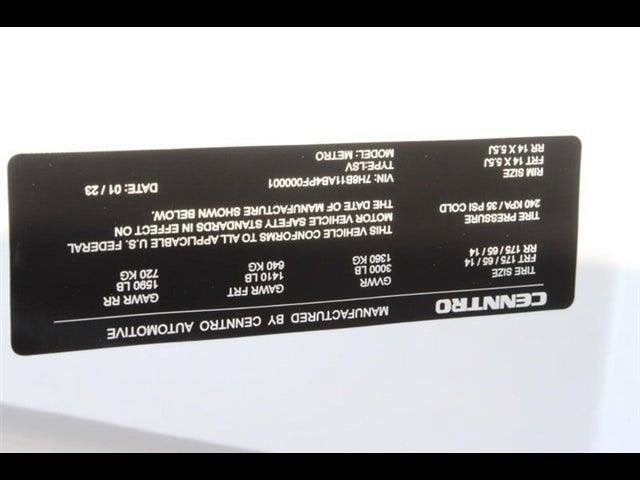 CENNTRO MANUFACTURED BY CENNTRO AUTOMOTIVE
TIRE SIZE
FRT 175 / 65 / 14
RR 175 / 65 / 14
TIRE PRESSURE
240 KPA / 35 PSI COLD
RIM SIZE
FRT 14 X 5.5J
RR 14 X 5.5J
GVWR GAWR FRT GAWR RR
3000 LB 1410 LB 1590 LB
1360 KG 640 KG 720 KG
THIS VEHICLE CONFORMS TO ALL APPLICABLE U.S. FEDERAL
MOTOR VEHICLE SAFETY STANDARDS IN EFFECT ON
THE DATE OF MANUFACTURE SHOWN BELOW.
VIN: 7H6B11AB4PF000001 DATE: 01 / 23
TYPE: LSV
MODEL: METRO